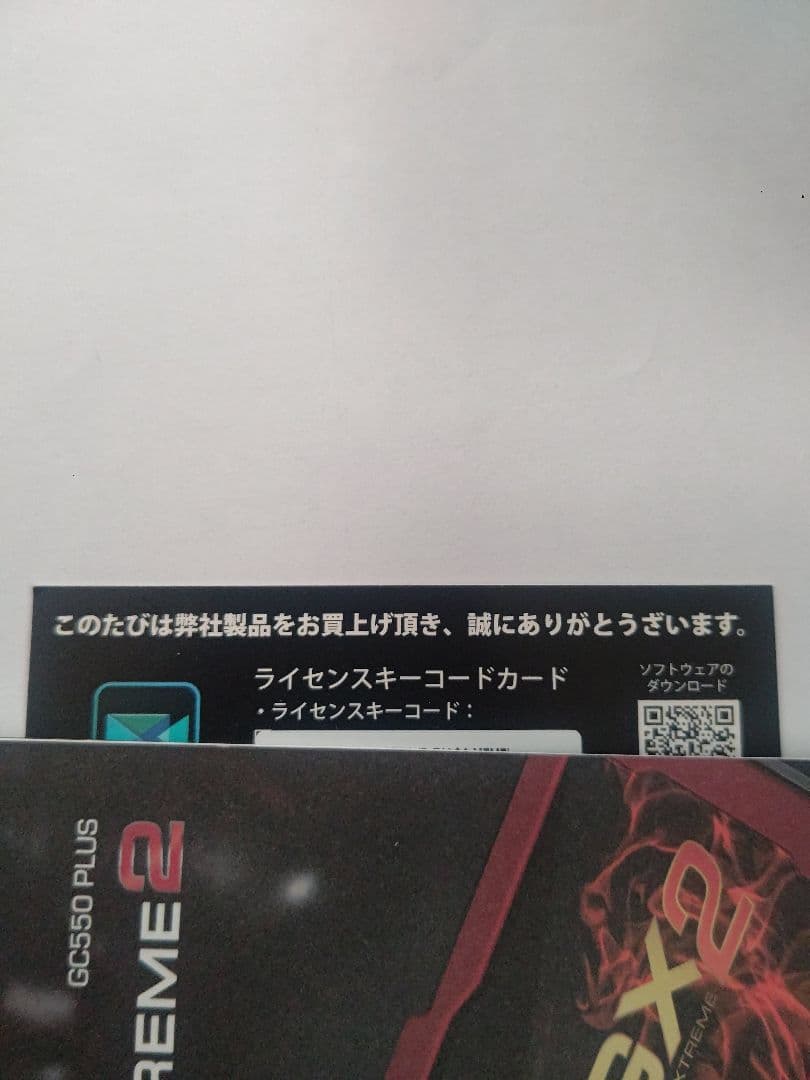 このたびは弊社製品をお買上げ頂き、誠にありがとうございます。
ライセンスキーコードカード
・ライセンスキーコード：
ソフトウェアの
ダウンロード
GC550 PLUS
REME2
GX2
XTREME